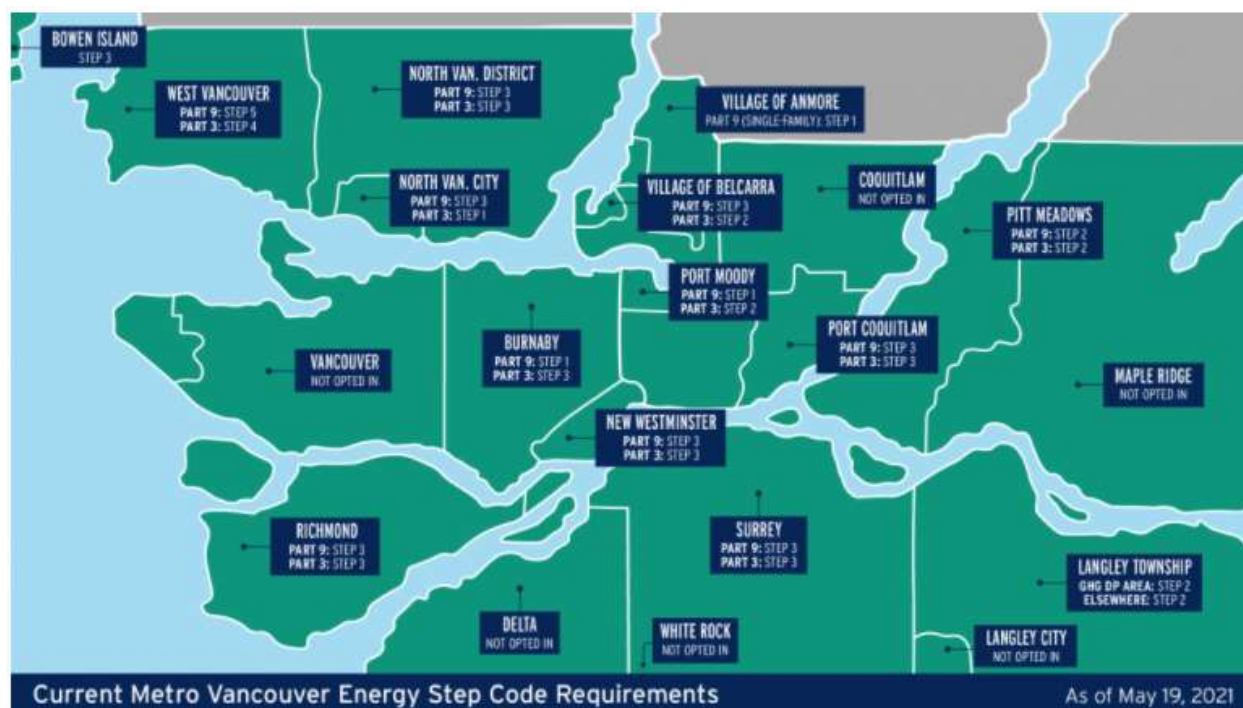 BOWEN ISLAND
STEP 3
WEST VANCOUVER
PART 9: STEP 5
PART 3: STEP 4
NORTH VAN. DISTRICT
PART 9: STEP 3
PART 3: STEP 3
VILLAGE OF ANMORE
PART 9 (SINGLE-FAMILY): STEP 1
NORTH VAN. CITY
PART 9: STEP 3
PART 3: STEP 1
VILLAGE OF BELCARRA
PART 9: STEP 3
PART 3: STEP 2
COQUITLAM
NOT OPTED IN
PITT MEADOWS
PART 9: STEP 2
PART 3: STEP 2
PORT MOODY
PART 9: STEP 1
PART 3: STEP 2
BURNABY
PART 9: STEP 1
PART 3: STEP 3
PORT COQUITLAM
PART 9: STEP 3
PART 3: STEP 3
VANCOUVER
NOT OPTED IN
MAPLE RIDGE
NOT OPTED IN
NEW WESTMINSTER
PART 9: STEP 3
PART 3: STEP 3
RICHMOND
PART 9: STEP 3
PART 3: STEP 3
SURREY
PART 9: STEP 3
PART 3: STEP 3
LANGLEY TOWNSHIP
GHG DP AREA: STEP 2
ELSEWHERE: STEP 2
DELTA
NOT OPTED IN
WHITE ROCK
NOT OPTED IN
LANGLEY CITY
NOT OPTED IN
Current Metro Vancouver Energy Step Code Requirements
As of May 19, 2021